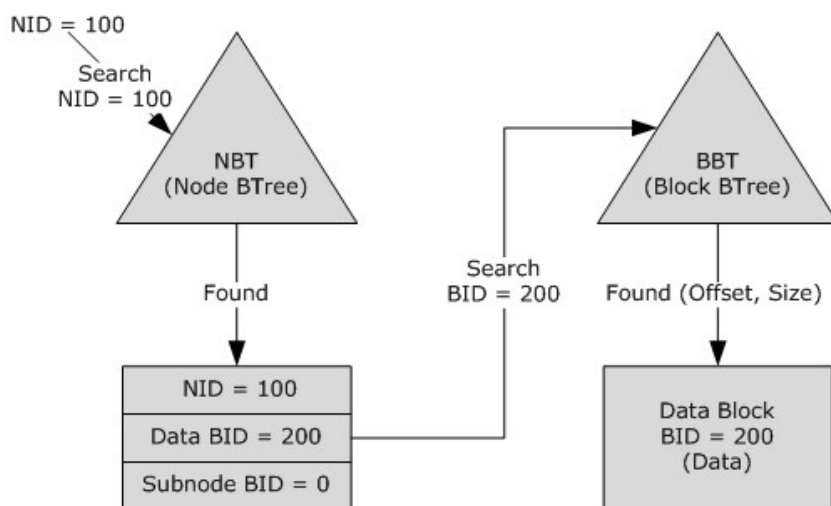 NID = 100
Search
NID = 100
NBT
(Node BTree)
Found
NID = 100
Data BID = 200
Subnode BID = 0
Search
BID = 200
BBT
(Block BTree)
Found (Offset, Size)
Data Block
BID = 200
(Data)